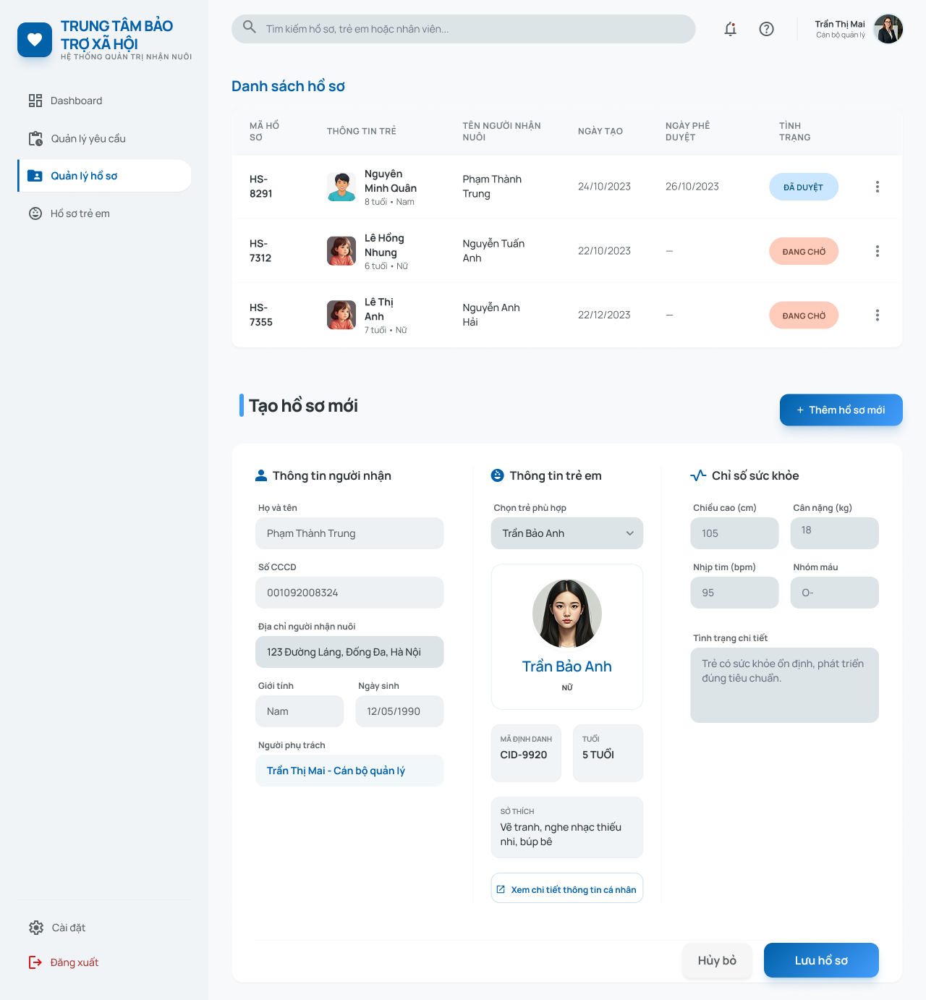 TRUNG TÂM BẢO
TRỢ XÃ HỘI
HỆ THỐNG QUẢN TRỊ NHẬN NUÔI
Dashboard
Quản lý yêu cầu
Quản lý hồ sơ
Hồ sơ trẻ em
Cài đặt
Đăng xuất
Tìm kiếm hồ sơ, trẻ em hoặc nhân viên...
Trần Thị Mai
Cán bộ quản lý
Danh sách hồ sơ
MÃ HỒ
SƠ
THÔNG TIN TRẺ
TÊN NGƯỜI NHẬN
NUÔI
NGÀY TẠO
NGÀY PHÊ
DUYỆT
TÌNH
TRẠNG
HS-
8291
Nguyên
Minh Quân
8 tuổi • Nam
Phạm Thành
Trung
24/10/2023
26/10/2023
ĐÃ DUYỆT
HS-
7312
Lê Hồng
Nhung
6 tuổi • Nữ
Nguyễn Tuấn
Anh
22/10/2023
—
ĐANG CHỜ
HS-
7355
Lê Thị
Anh
7 tuổi • Nữ
Nguyễn Anh
Hải
22/12/2023
—
ĐANG CHỜ
Tạo hồ sơ mới
+ Thêm hồ sơ mới
Thông tin người nhận
Họ và tên
Phạm Thành Trung
Số CCCD
001092008324
Địa chỉ người nhận nuôi
123 Đường Láng, Đống Đa, Hà Nội
Giới tính
Nam
Ngày sinh
12/05/1990
Người phụ trách
Trần Thị Mai - Cán bộ quản lý
Thông tin trẻ em
Chọn trẻ phù hợp
Trần Bảo Anh
Trần Bảo Anh
NỮ
MÃ ĐỊNH DANH
CID-9920
TUỔI
5 TUỔI
SỞ THÍCH
Vẽ tranh, nghe nhạc thiếu
nhi, búp bê
Xem chi tiết thông tin cá nhân
Chỉ số sức khỏe
Chiều cao (cm)
105
Cân nặng (kg)
18
Nhịp tim (bpm)
95
Nhóm máu
O-
Tình trạng chi tiết
Trẻ có sức khỏe ổn định, phát triển
đúng tiêu chuẩn.
Hủy bỏ
Lưu hồ sơ